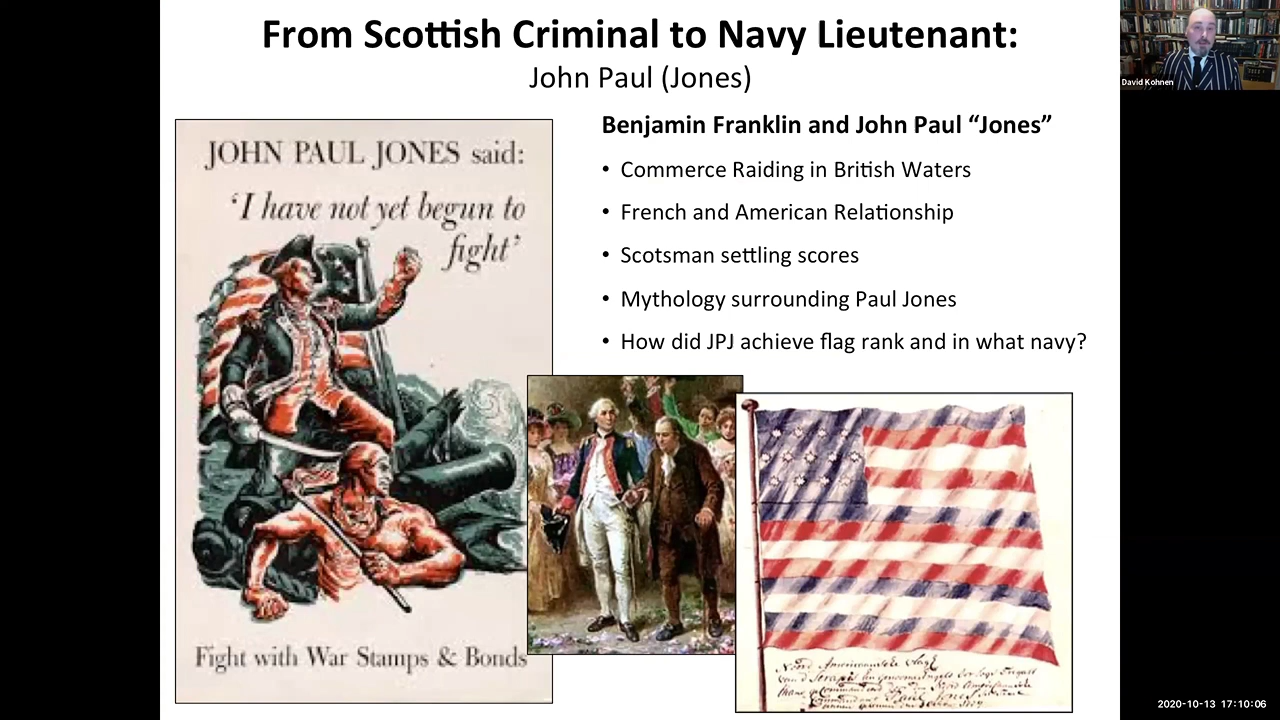 From Scottish Criminal to Navy Lieutenant:
John Paul (Jones)
David Kohnen
JOHN PAUL JONES said:
‘I have not yet begun to
fight’
Fight with War Stamps & Bonds
Benjamin Franklin and John Paul “Jones”
• Commerce Raiding in British Waters
• French and American Relationship
• Scotsman settling scores
• Mythology surrounding Paul Jones
• How did JPJ achieve flag rank and in what navy?
Serapis
Paul Jones
2020-10-13 17:10:06